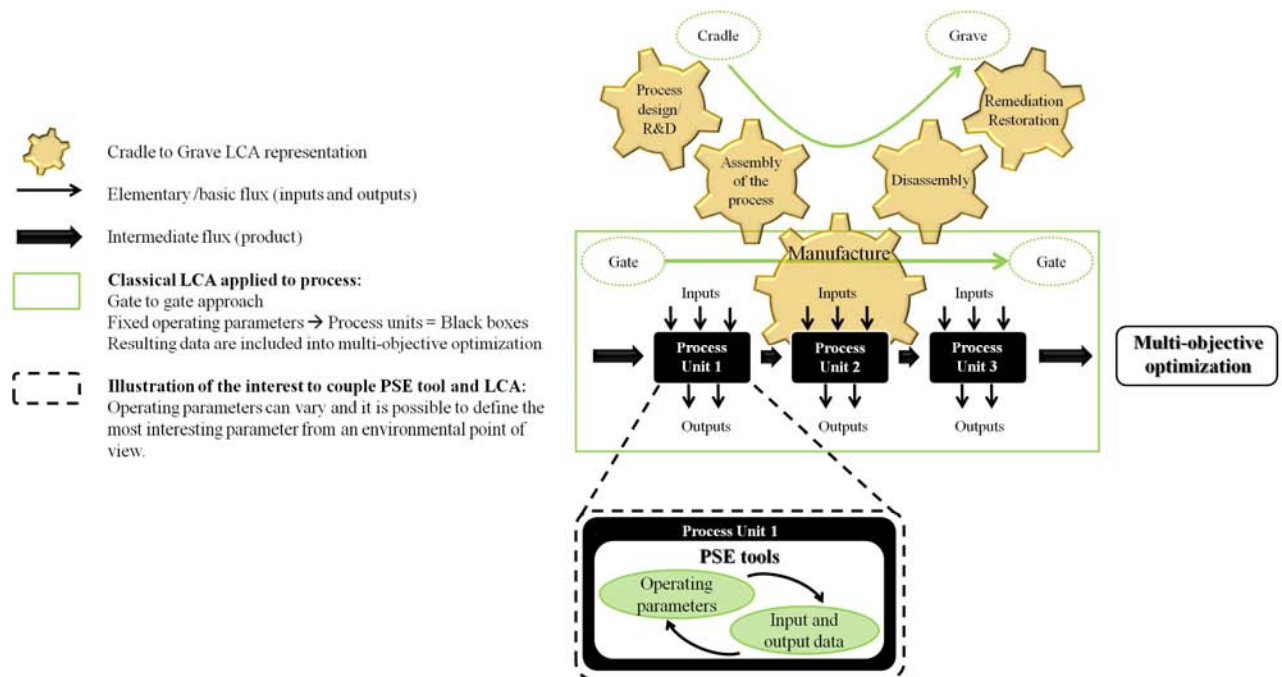 Cradle to Grave LCA representation
Elementary /basic flux (inputs and outputs)
Intermediate flux (product)
Classical LCA applied to process:
Gate to gate approach
Fixed operating parameters → Process units = Black boxes
Resulting data are included into multi-objective optimization
Illustration of the interest to couple PSE tool and LCA:
Operating parameters can vary and it is possible to define the
most interesting parameter from an environmental point of
view.
Cradle
Grave
Process
design/
R&D
Remediation
Restoration
Assembly
of the
process
Disassembly
Manufacture
Gate
Gate
Inputs
Inputs
Inputs
Process
Unit 1
Process
Unit 2
Process
Unit 3
Outputs
Outputs
Outputs
Multi-objective
optimization
Process Unit 1
PSE tools
Operating
parameters
Input and
output data